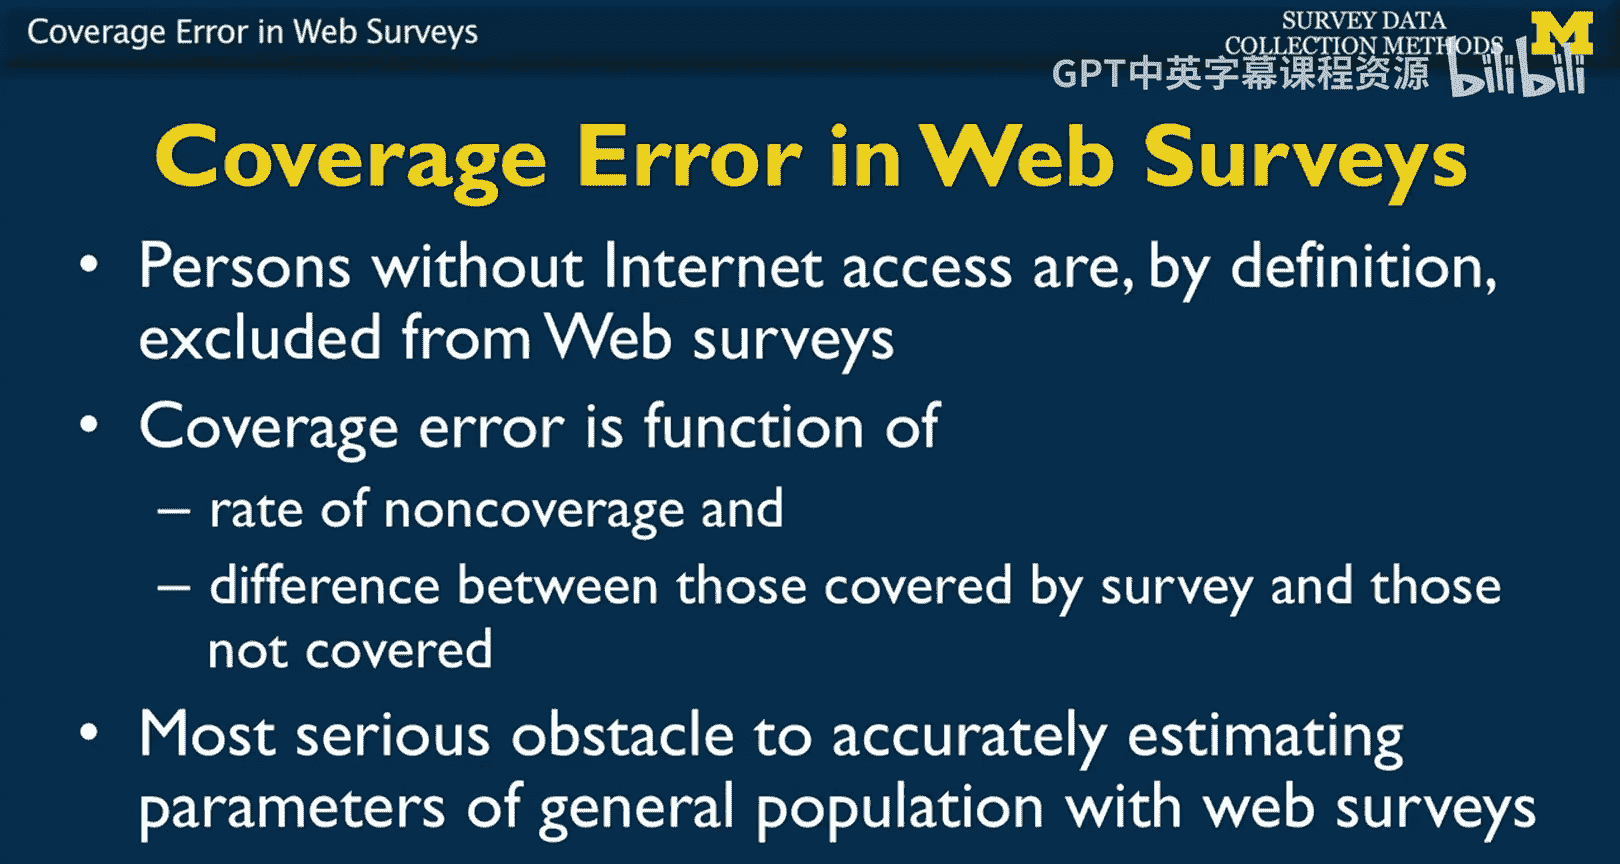 Coverage Error in Web Surveys
SURVEY DATA
COLLECTION METHODS
M
GPT中英字幕课程资源 bilibili
Coverage Error in Web Surveys
• Persons without Internet access are, by definition,
excluded from Web surveys
• Coverage error is function of
– rate of noncoverage and
– difference between those covered by survey and those
not covered
• Most serious obstacle to accurately estimating
parameters of general population with web surveys